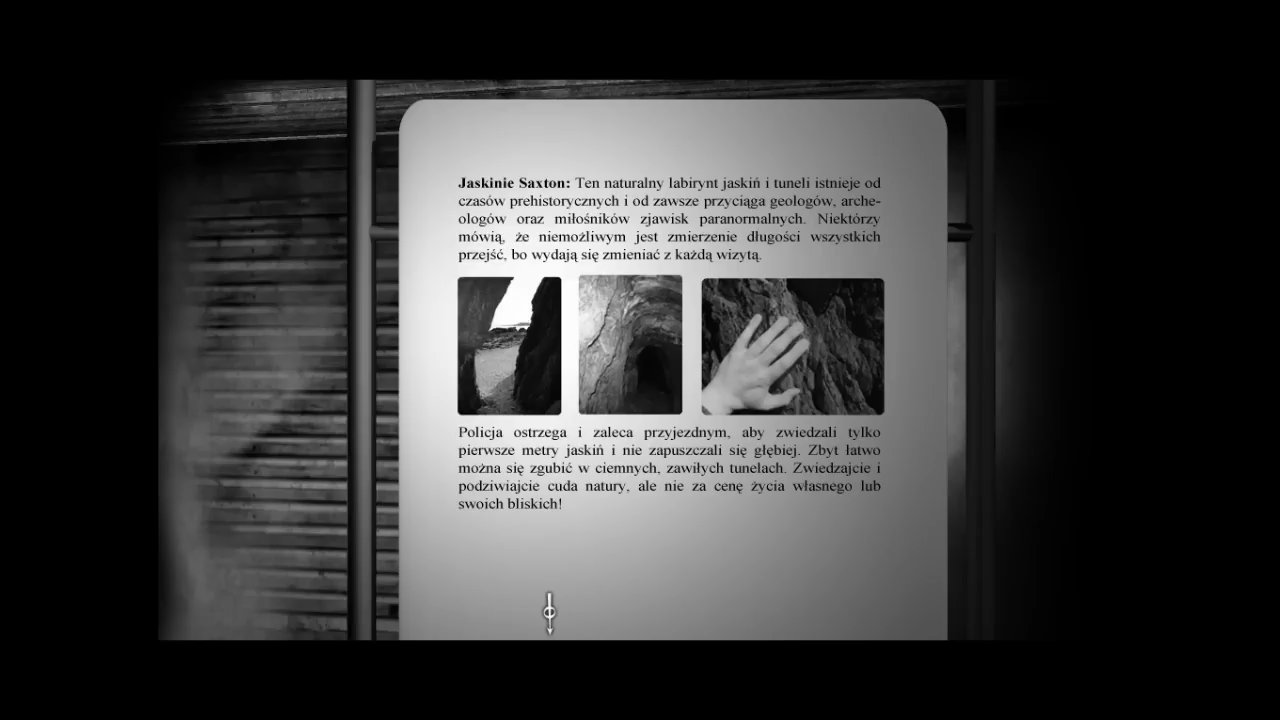 Jaskinie Saxton: Ten naturalny labirynt jaskiń i tuneli istnieje od
czasów prehistorycznych i od zawsze przyciąga geologów, arche-
ologów oraz miłośników zjawisk paranormalnych. Niektórzy
mówią, że niemożliwym jest zmierzenie długości wszystkich
przejść, bo wydają się zmieniać z każdą wizytą.
Policja ostrzega i zaleca przyjezdnym, aby zwiedzali tylko
pierwsze metry jaskiń i nie zapuszczali się głębiej. Zbyt łatwo
można się zgubić w ciemnych, zawiłych tunelach. Zwiedzajcie i
podziwiajcie cuda natury, ale nie za cenę życia własnego lub
swoich bliskich!